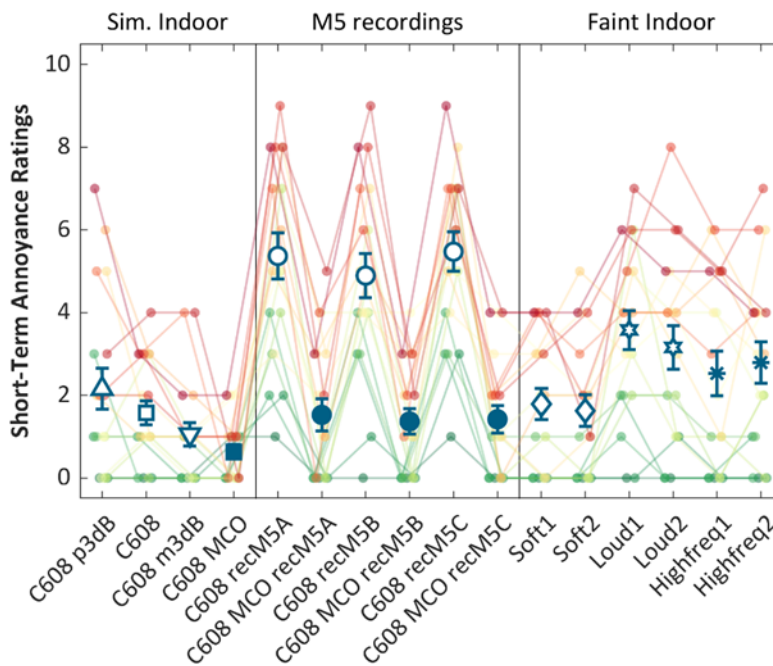 Sim. Indoor
M5 recordings
Faint Indoor
Short-Term Annoyance Ratings
10
8
6
4
2
0
C608 p3dB
C608
C608 m3dB
C608 MCO
C608 recM5A
C608 MCO recM5A
C608 recM5B
C608 MCO recM5B
C608 recM5C
C608 MCO recM5C
Soft1
Soft2
Loud1
Loud2
Highfreq1
Highfreq2